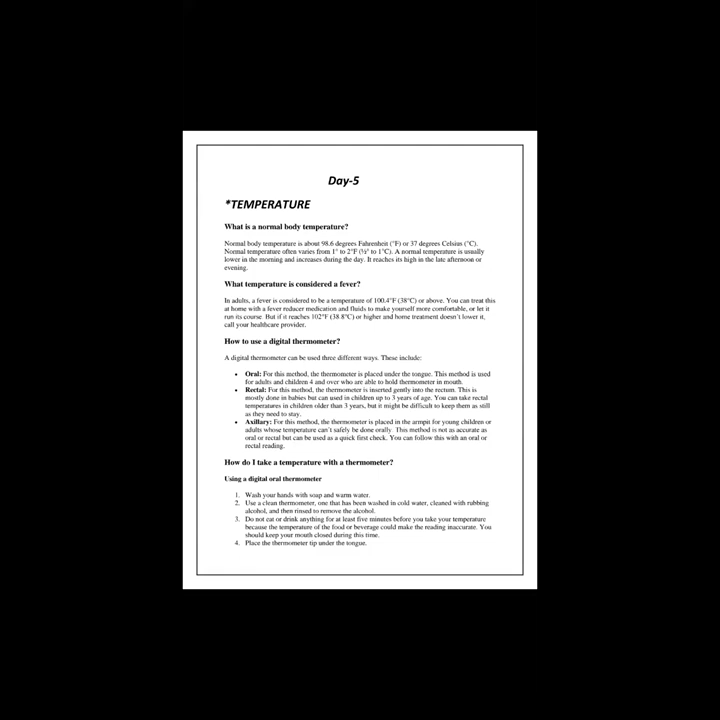 Day-5
*TEMPERATURE
What is a normal body temperature?
Normal body temperature is about 98.6 degrees Fahrenheit (°F) or 37 degrees Celsius (°C).
Normal temperature often varies from 1° to 2°F (½° to 1°C). A normal temperature is usually
lower in the morning and increases during the day. It reaches its high in the late afternoon or
evening.
What temperature is considered a fever?
In adults, a fever is considered to be a temperature of 100.4°F (38°C) or above. You can treat this
at home with a fever reducer medication and fluids to make yourself more comfortable, or let it
run its course. But if it reaches 102°F (38.8°C) or higher and home treatment doesn't lower it,
call your healthcare provider.
How to use a digital thermometer?
A digital thermometer can be used three different ways. These include:
• Oral: For this method, the thermometer is placed under the tongue. This method is used
for adults and children 4 and over who are able to hold thermometer in mouth.
• Rectal: For this method, the thermometer is inserted gently into the rectum. This is
mostly done in babies but can used in children up to 3 years of age. You can take rectal
temperatures in children older than 3 years, but it might be difficult to keep them as still
as they need to stay.
• Axillary: For this method, the thermometer is placed in the armpit for young children or
adults whose temperature can't safely be done orally. This method is not as accurate as
oral or rectal but can be used as a quick first check. You can follow this with an oral or
rectal reading.
How do I take a temperature with a thermometer?
Using a digital oral thermometer
1. Wash your hands with soap and warm water.
2. Use a clean thermometer, one that has been washed in cold water, cleaned with rubbing
alcohol, and then rinsed to remove the alcohol.
3. Do not eat or drink anything for at least five minutes before you take your temperature
because the temperature of the food or beverage could make the reading inaccurate. You
should keep your mouth closed during this time.
4. Place the thermometer tip under the tongue.